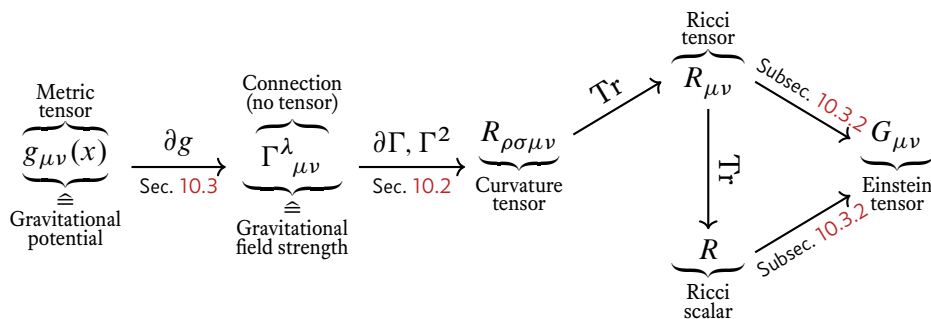 Metric
tensor
g_{μν}(x)
≙
Gravitational
potential
∂g
Sec. 10.3
Connection
(no tensor)
Γ^λ_{μν}
≙
Gravitational
field strength
∂Γ, Γ²
Sec. 10.2
R_{ρσμν}
Curvature
tensor
Tr
Ricci
tensor
R_{μν}
Tr
R
Ricci
scalar
Subsec. 10.3.2
Subsec. 10.3.2
G_{μν}
Einstein
tensor